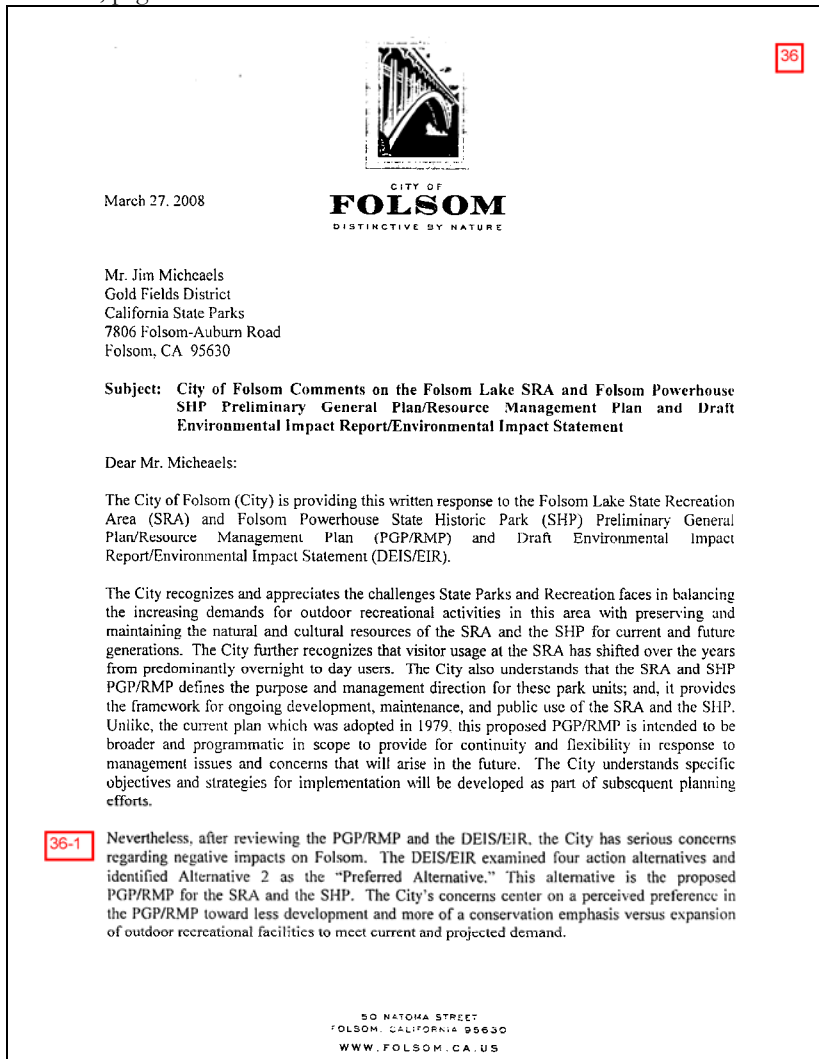 36
CITY OF
FOLSOM
DISTINCTIVE BY NATURE
March 27, 2008
Mr. Jim Micheaels
Gold Fields District
California State Parks
7806 Folsom-Auburn Road
Folsom, CA 95630
Subject: City of Folsom Comments on the Folsom Lake SRA and Folsom Powerhouse
SHP Preliminary General Plan/Resource Management Plan and Draft
Environmental Impact Report/Environmental Impact Statement
Dear Mr. Micheaels:
The City of Folsom (City) is providing this written response to the Folsom Lake State Recreation
Area (SRA) and Folsom Powerhouse State Historic Park (SHP) Preliminary General
Plan/Resource Management Plan (PGP/RMP) and Draft Environmental Impact
Report/Environmental Impact Statement (DEIS/EIR).
The City recognizes and appreciates the challenges State Parks and Recreation faces in balancing
the increasing demands for outdoor recreational activities in this area with preserving and
maintaining the natural and cultural resources of the SRA and the SHP for current and future
generations. The City further recognizes that visitor usage at the SRA has shifted over the years
from predominantly overnight to day users. The City also understands that the SRA and SHP
PGP/RMP defines the purpose and management direction for these park units; and, it provides
the framework for ongoing development, maintenance, and public use of the SRA and the SHP.
Unlike, the current plan which was adopted in 1979, this proposed PGP/RMP is intended to be
broader and programmatic in scope to provide for continuity and flexibility in response to
management issues and concerns that will arise in the future. The City understands specific
objectives and strategies for implementation will be developed as part of subsequent planning
efforts.
36-1
Nevertheless, after reviewing the PGP/RMP and the DEIS/EIR, the City has serious concerns
regarding negative impacts on Folsom. The DEIS/EIR examined four action alternatives and
identified Alternative 2 as the “Preferred Alternative.” This alternative is the proposed
PGP/RMP for the SRA and the SHP. The City’s concerns center on a perceived preference in
the PGP/RMP toward less development and more of a conservation emphasis versus expansion
of outdoor recreational facilities to meet current and projected demand.
50 NATOMA STREET
FOLSOM, CALIFORNIA 95630
WWW.FOLSOM.CA.US